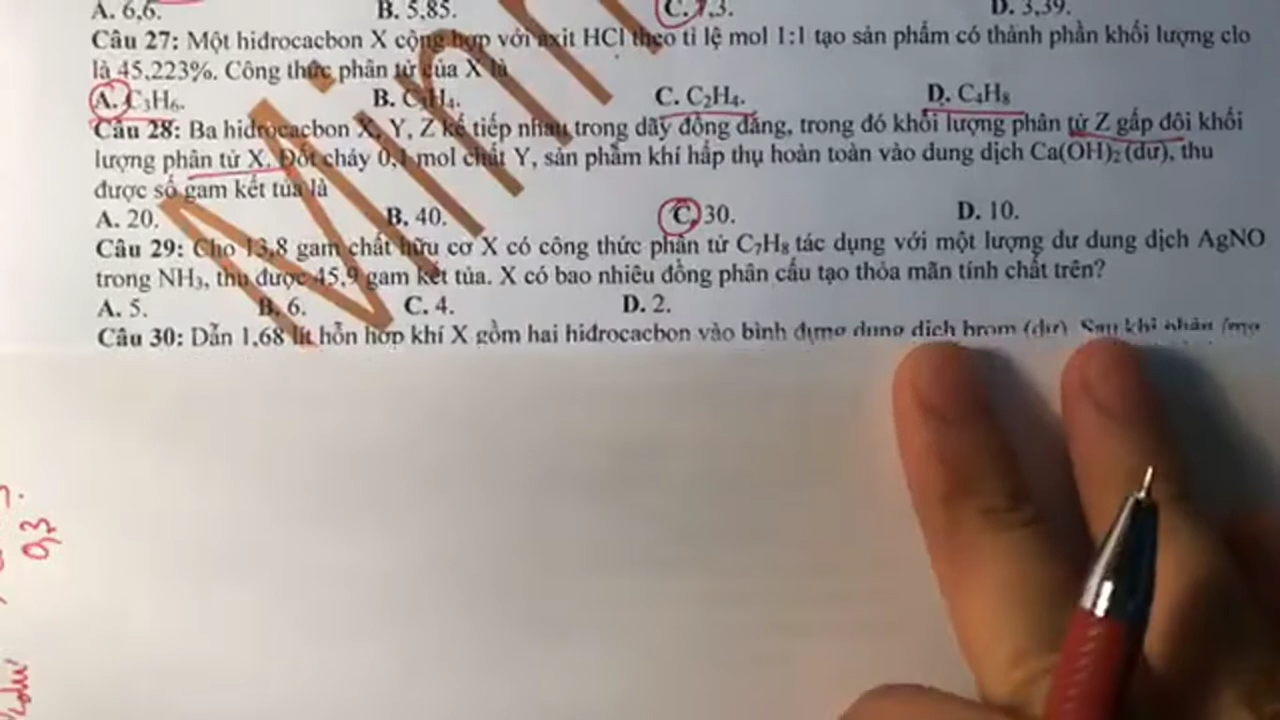 A. 6,6. B. 5,85. C. 7,3. D. 3,39.
Câu 27: Một hiđrocacbon X cộng hợp với axit HCl theo tỉ lệ mol 1:1 tạo sản phẩm có thành phần khối lượng clo
là 45,223%. Công thức phân tử của X là
A. C₃H₆. B. C₃H₄. C. C₂H₄. D. C₄H₈
Câu 28: Ba hiđrocacbon X, Y, Z kế tiếp nhau trong dãy đồng đẳng, trong đó khối lượng phân tử Z gấp đôi khối
lượng phân tử X. Đốt cháy 0,1 mol chất Y, sản phẩm khí hấp thụ hoàn toàn vào dung dịch Ca(OH)₂ (dư), thu
được số gam kết tủa là
A. 20. B. 40. C. 30. D. 10.
Câu 29: Cho 13,8 gam chất hữu cơ X có công thức phân tử C₇H₈ tác dụng với một lượng dư dung dịch AgNO
trong NH₃, thu được 45,9 gam kết tủa. X có bao nhiêu đồng phân cấu tạo thỏa mãn tính chất trên?
A. 5. B. 6. C. 4. D. 2.
Câu 30: Dẫn 1,68 lít hỗn hợp khí X gồm hai hiđrocacbon vào bình đựng dung dịch brom (dư). Sau khi phản ứng
0,3
Minh